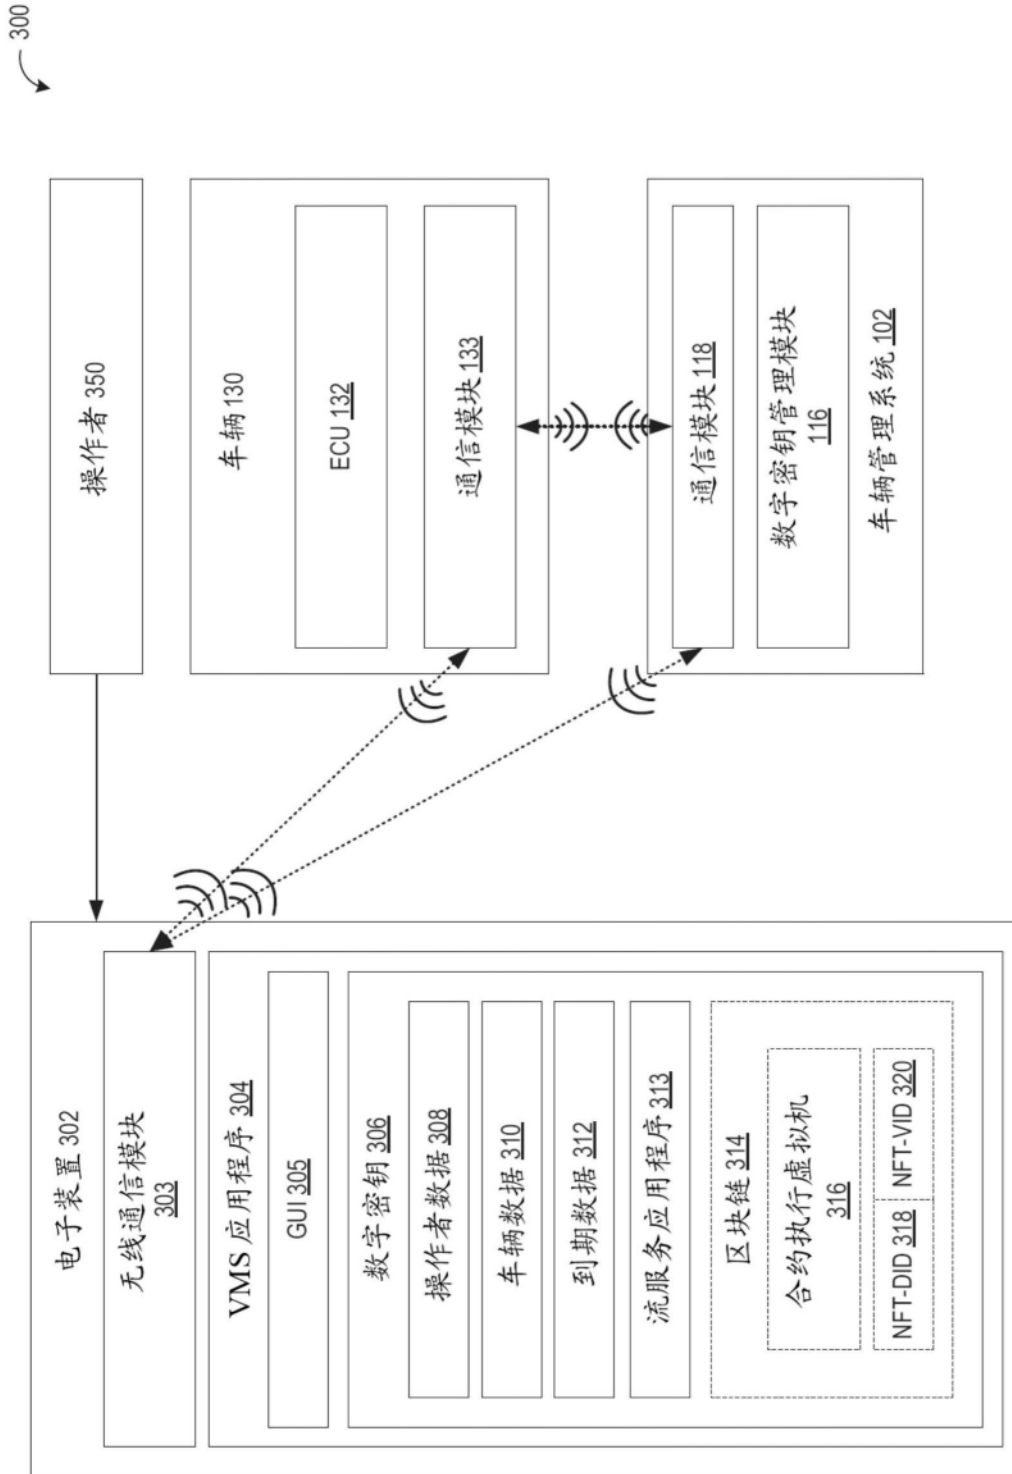 300
电子装置 302
无线通信模块
303
VMS 应用程序 304
GUI 305
数字密钥 306
操作者数据 308
车辆数据 310
到期数据 312
流服务应用程序 313
区块链 314
合约执行虚拟机
316
NFT-DID 318
NFT-VID 320
操作者 350
车辆 130
ECU 132
通信模块 133
通信模块 118
数字密钥管理模块
116
车辆管理系统 102